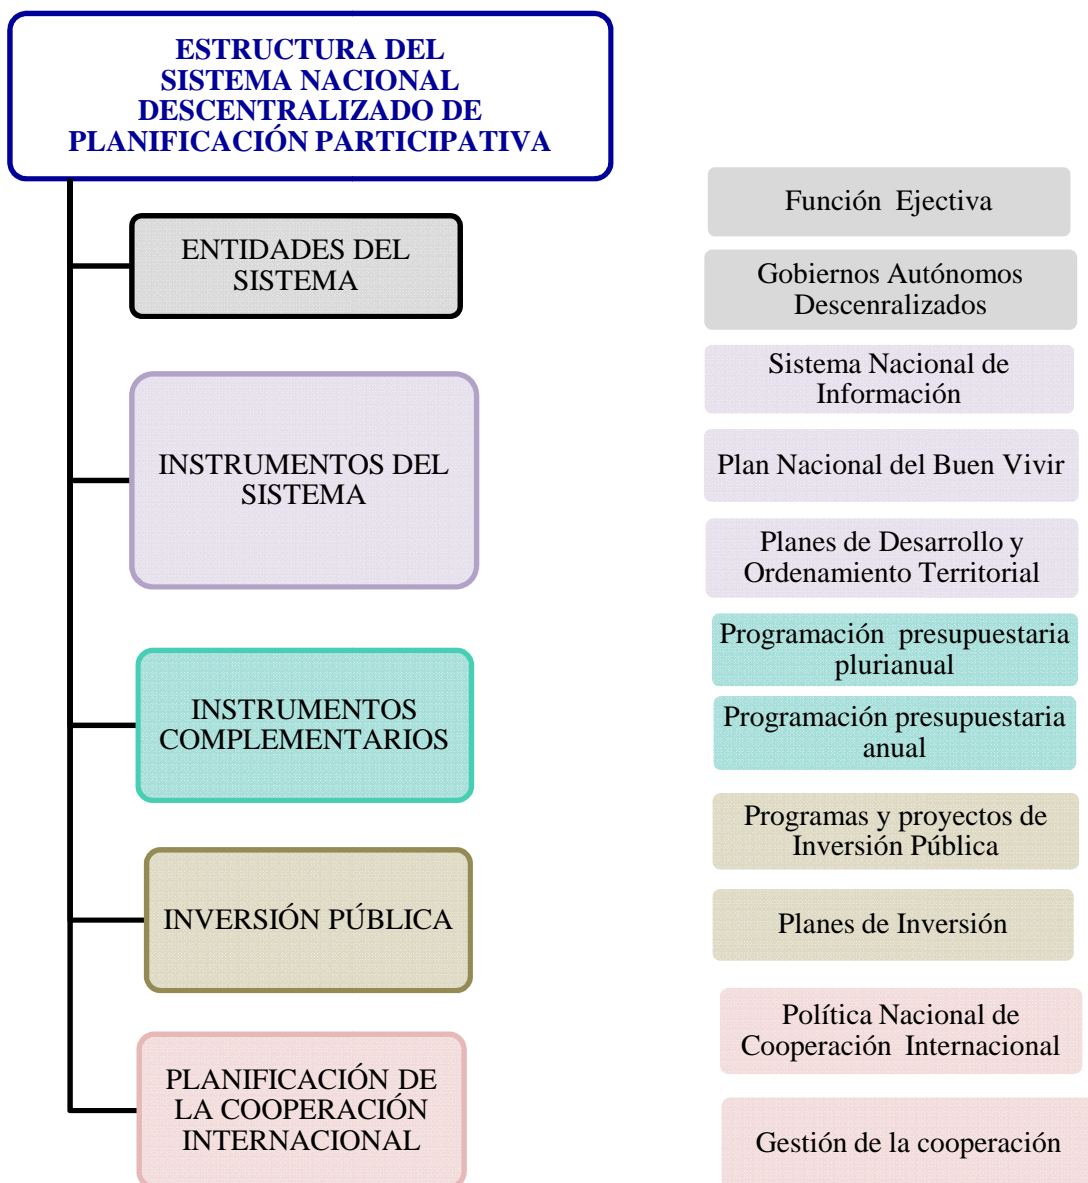 ESTRUCTURA DEL
SISTEMA NACIONAL
DESCENTRALIZADO DE
PLANIFICACIÓN PARTICIPATIVA
ENTIDADES DEL
SISTEMA
Función Ejectiva
Gobiernos Autónomos
Descenralizados
INSTRUMENTOS DEL
SISTEMA
Sistema Nacional de
Información
Plan Nacional del Buen Vivir
Planes de Desarrollo y
Ordenamiento Territorial
INSTRUMENTOS
COMPLEMENTARIOS
Programación presupuestaria
plurianual
Programación presupuestaria
anual
INVERSIÓN PÚBLICA
Programas y proyectos de
Inversión Pública
Planes de Inversión
PLANIFICACIÓN DE
LA COOPERACIÓN
INTERNACIONAL
Política Nacional de
Cooperación Internacional
Gestión de la cooperación